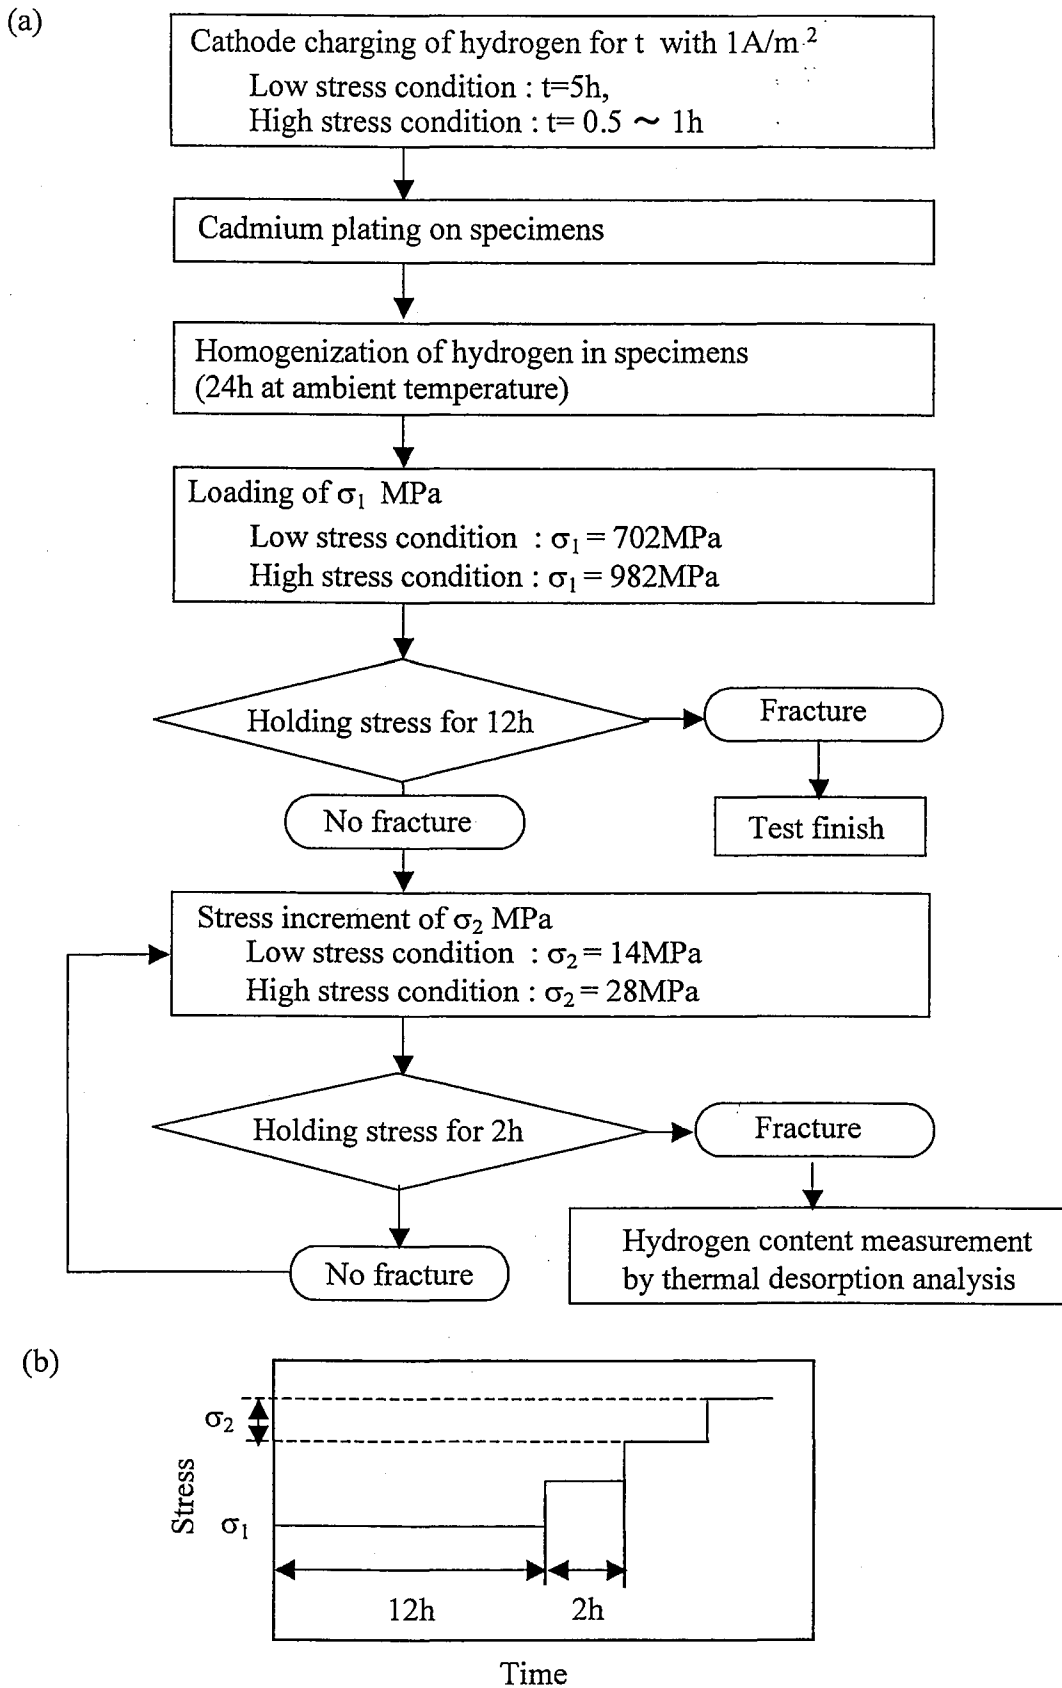 (a)
Cathode charging of hydrogen for t with 1A/m²
Low stress condition : t=5h,
High stress condition : t= 0.5 ~ 1h
Cadmium plating on specimens
Homogenization of hydrogen in specimens
(24h at ambient temperature)
Loading of σ₁ MPa
Low stress condition : σ₁ = 702MPa
High stress condition : σ₁ = 982MPa
Holding stress for 12h
Fracture
No fracture
Test finish
Stress increment of σ₂ MPa
Low stress condition : σ₂ = 14MPa
High stress condition : σ₂ = 28MPa
Holding stress for 2h
Fracture
No fracture
Hydrogen content measurement
by thermal desorption analysis
(b)
σ₂
Stress
σ₁
12h
2h
Time